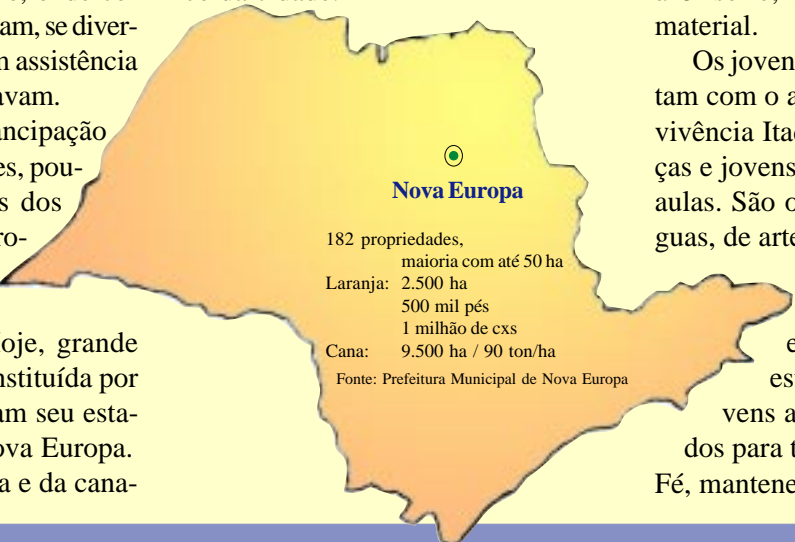 am, se diver-
assistência
avam.
ancipação
es, pou-
s dos
ro-
oje, grande
nstituída por
am seu esta-
ova Europa.
a e da cana-
Nova Europa
182 propriedades,
maioria com até 50 ha
Laranja: 2.500 ha
500 mil pés
1 milhão de cxs
Cana: 9.500 ha / 90 ton/ha
Fonte: Prefeitura Municipal de Nova Europa
material.
Os joven
tam com o a
vivência Itaq
ças e jovens
aulas. São o
guas, de arte
e
est
vens a
dos para t
Fé, mantene